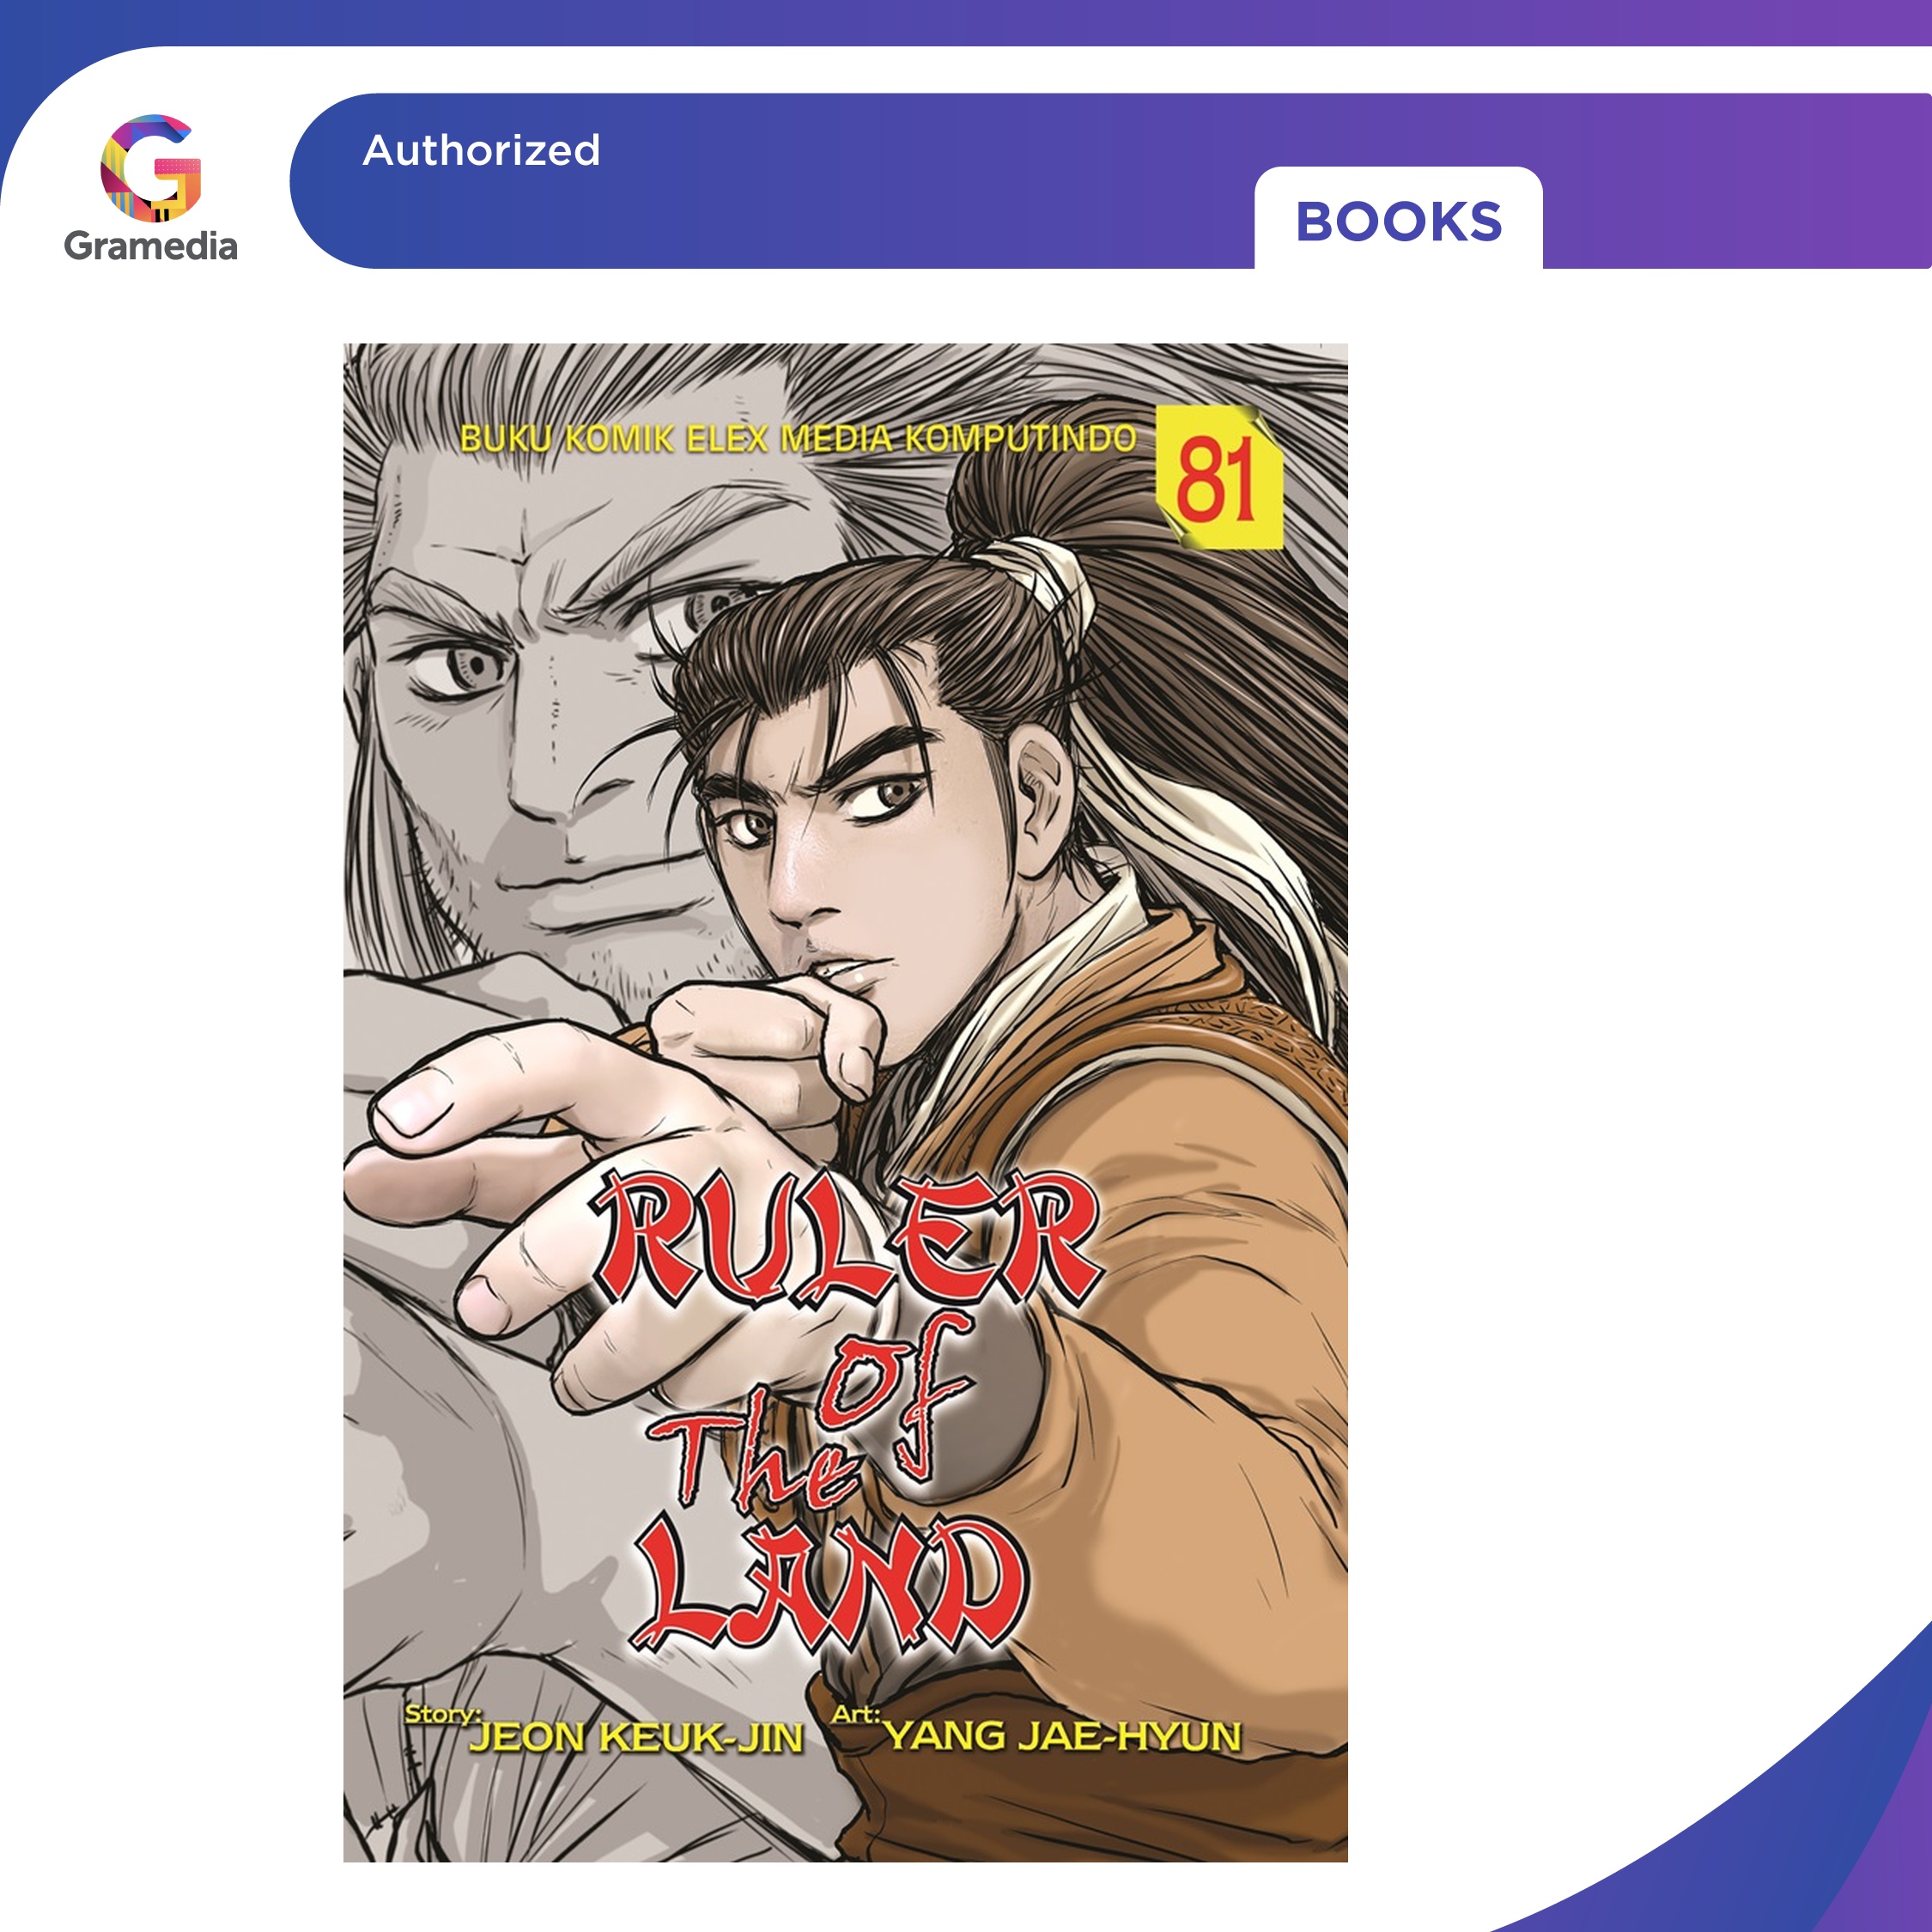 Authorized
Gramedia
BOOKS
BUKU KOMIK ELEX MEDIA KOMPUTINDO
81
RULER
of
The
LAND
Story: JEON KEUK-JIN Art: YANG JAE-HYUN